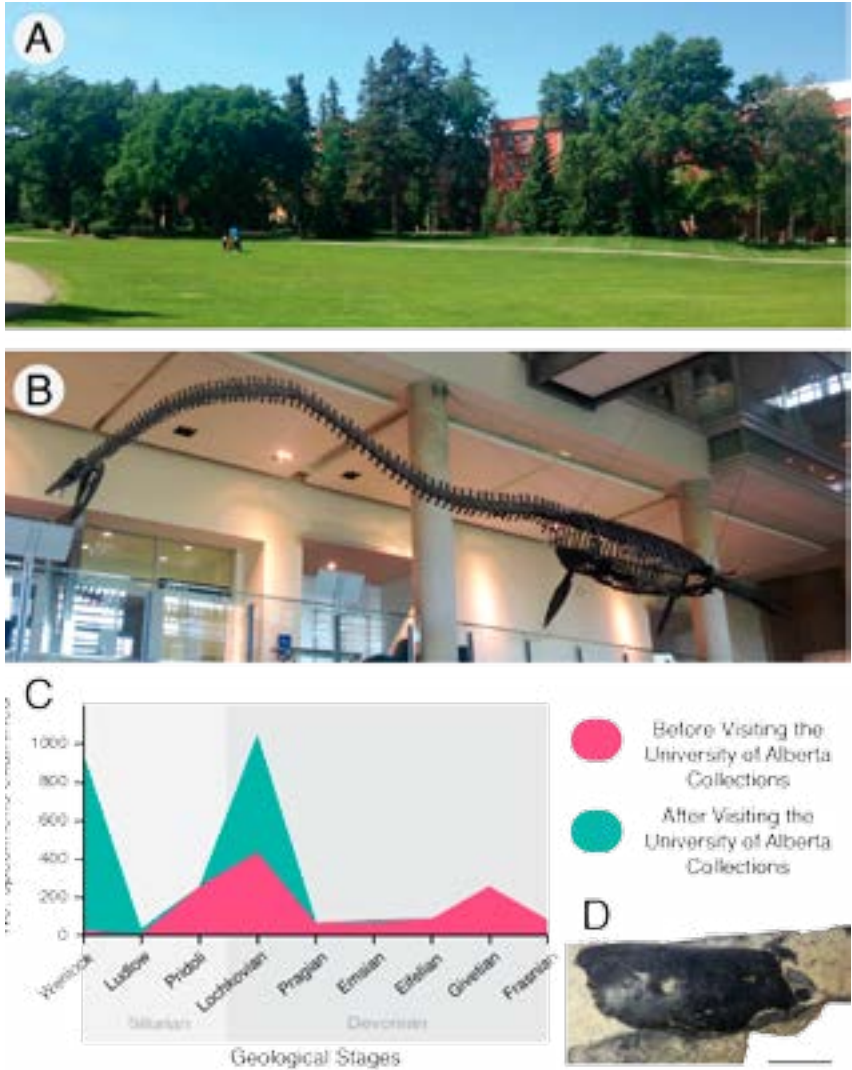 A
B
C
1000
800
600
400
200
0
Wenlock
Ludlow
Pridoli
Lochkovian
Pragian
Emsian
Eifelian
Givetian
Frasnian
Silurian
Devonian
Geological Stages
Before Visiting the
University of Alberta
Collections
After Visiting the
University of Alberta
Collections
D